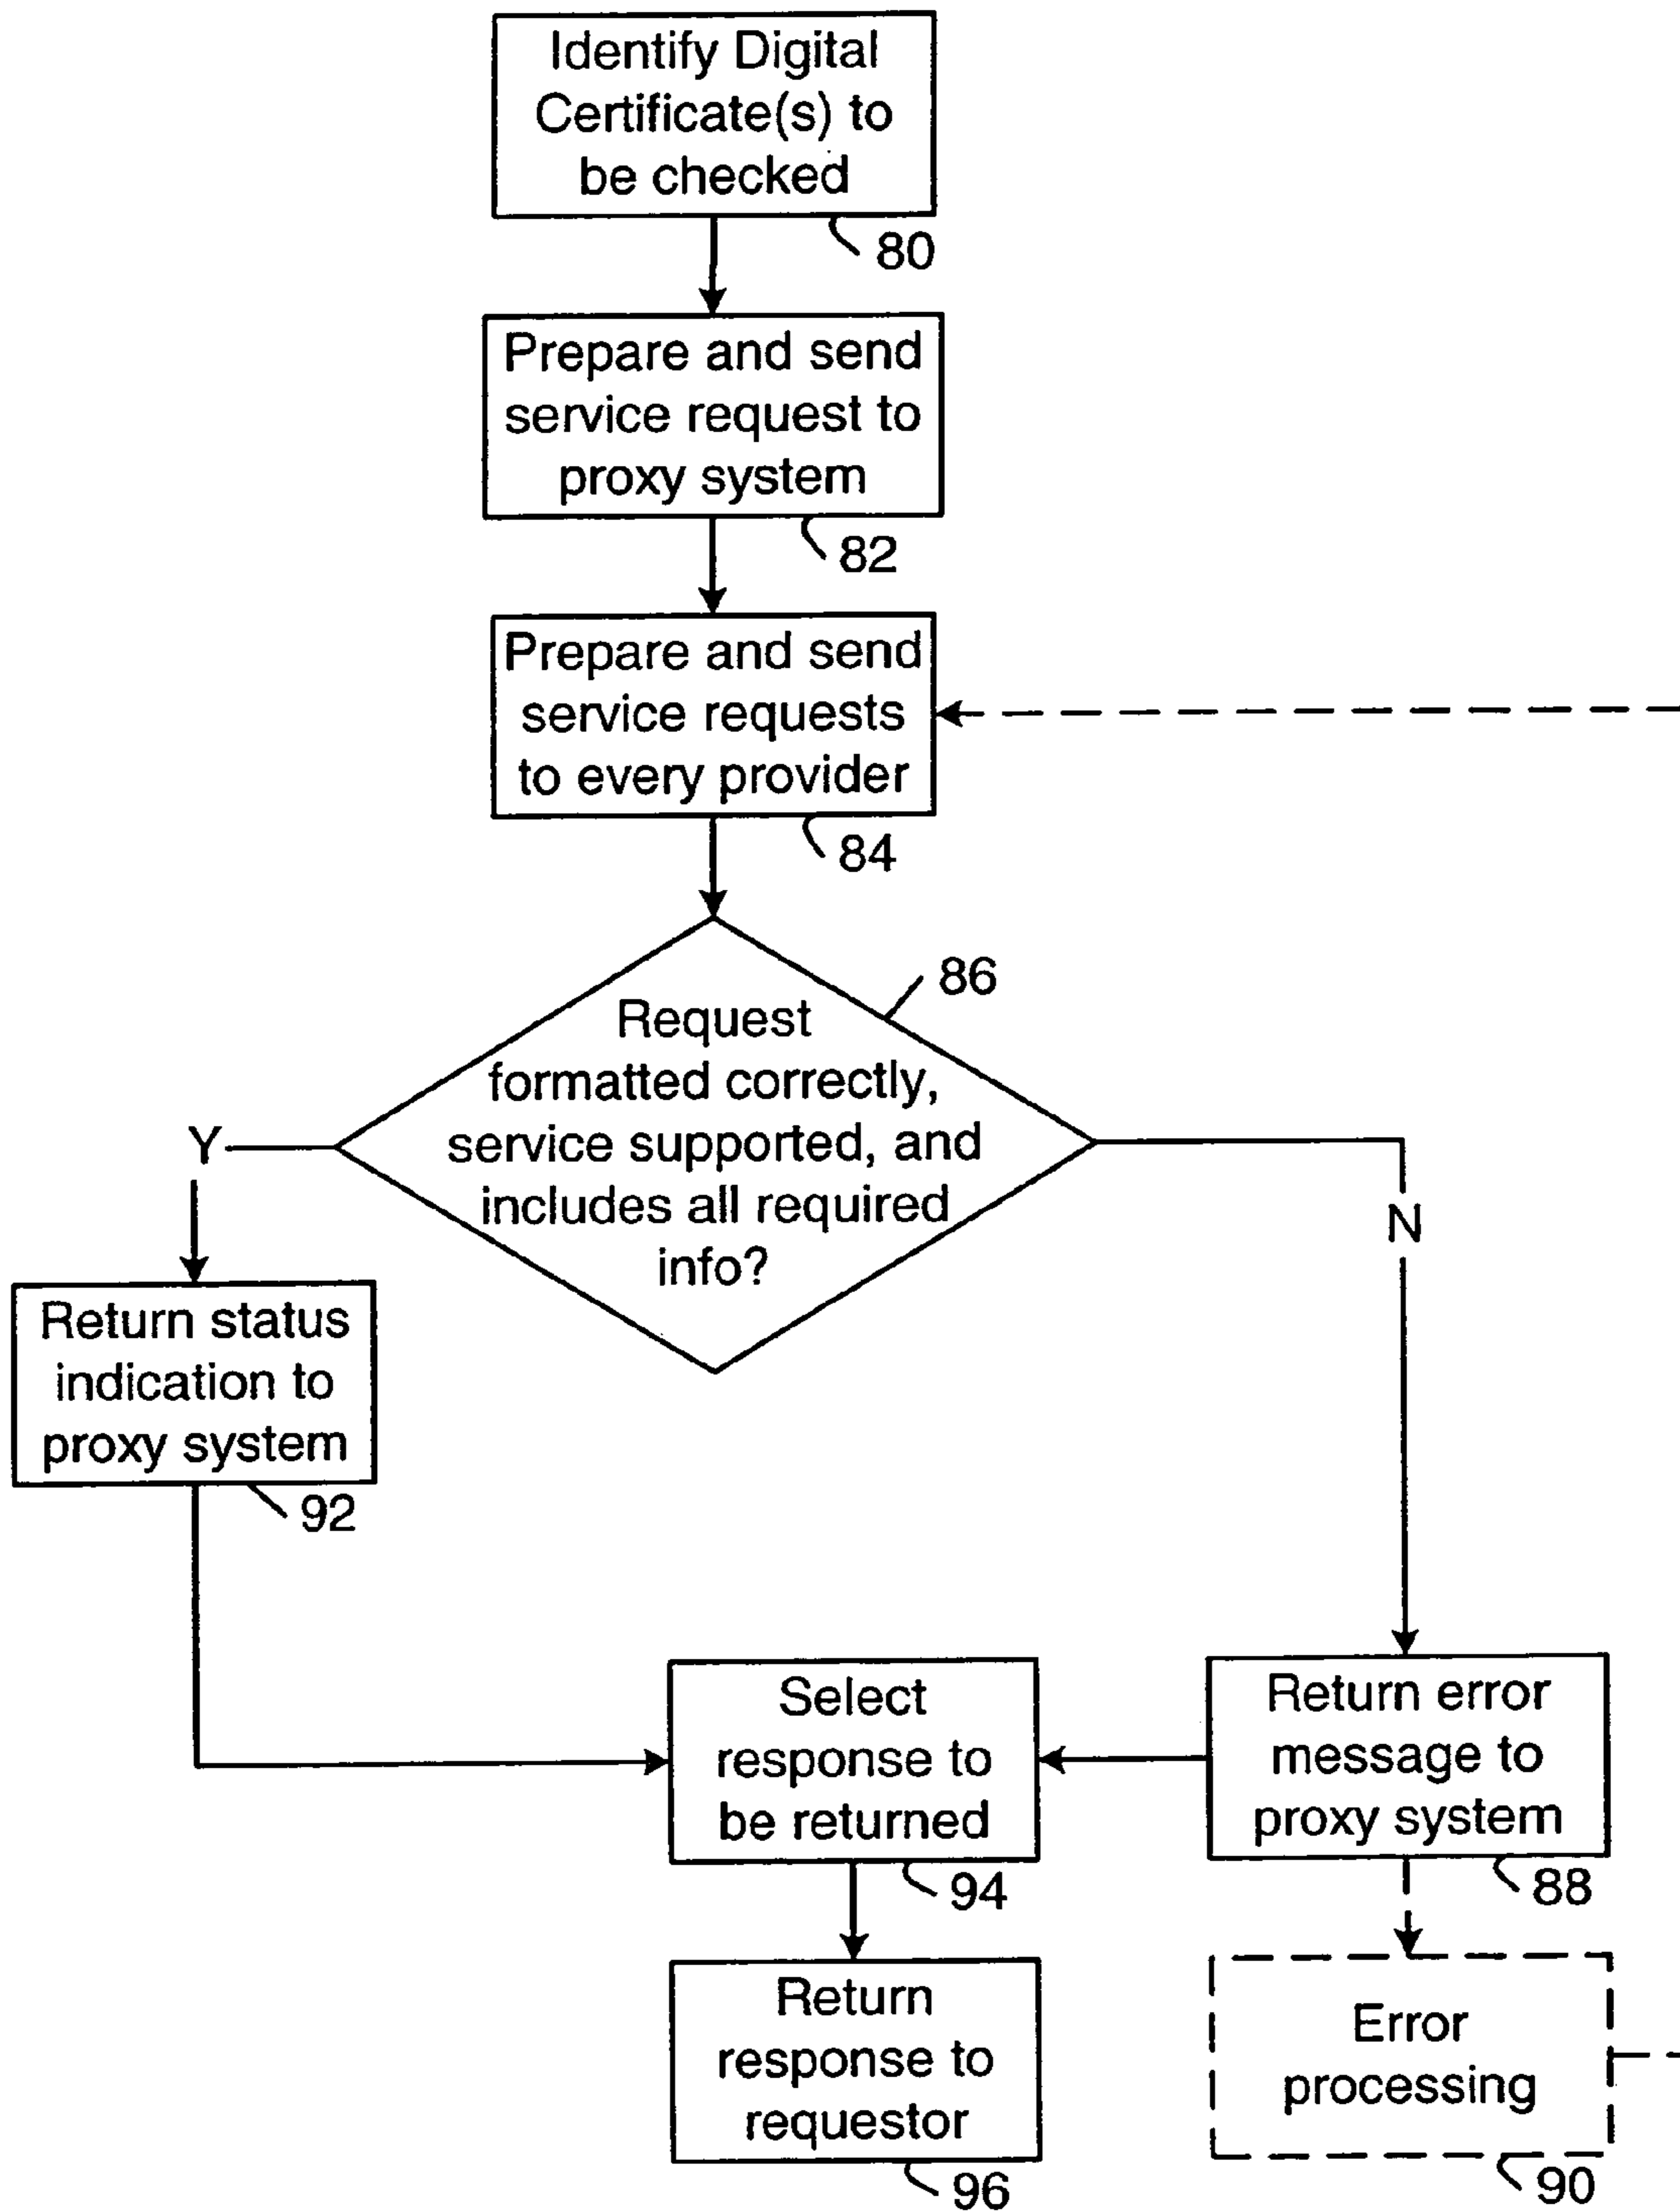 Identify Digital
Certificate(s) to
be checked
80
Prepare and send
service request to
proxy system
82
Prepare and send
service requests
to every provider
84
86
Request
formatted correctly,
service supported, and
includes all required
info?
Y
N
Return status
indication to
proxy system
92
Select
response to
be returned
94
Return error
message to
proxy system
88
Return
response to
requestor
96
Error
processing
90